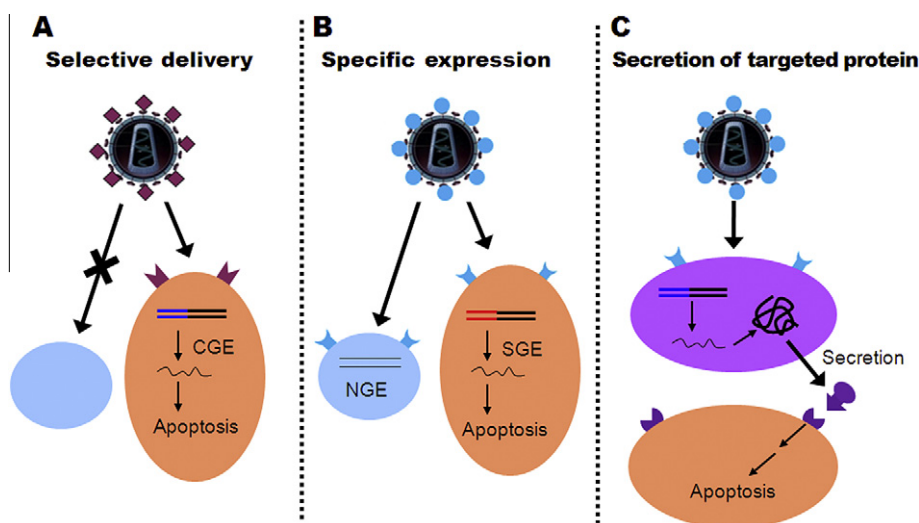 A
Selective delivery
CGE
Apoptosis
B
Specific expression
NGE
SGE
Apoptosis
C
Secretion of targeted protein
Secretion
Apoptosis